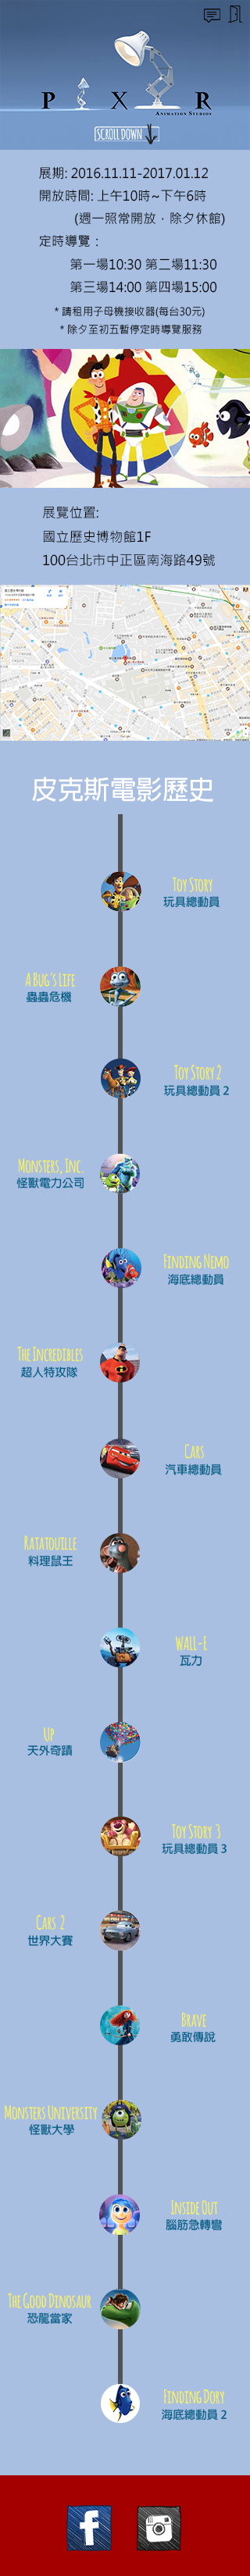 P X R
ANIMATION STUDIOS
SCROLL DOWN
展期: 2016.11.11-2017.01.12
開放時間: 上午10時~下午6時
(週一照常開放，除夕休館)
定時導覽：
第一場10:30 第二場11:30
第三場14:00 第四場15:00
* 請租用子母機接收器(每台30元)
* 除夕至初五暫停定時導覽服務
展覽位置:
國立歷史博物館1F
100台北市中正區南海路49號
皮克斯電影歷史
TOY STORY
玩具總動員
A BUG'S LIFE
蟲蟲危機
TOY STORY 2
玩具總動員 2
MONSTERS, INC.
怪獸電力公司
FINDING NEMO
海底總動員
THE INCREDIBLES
超人特攻隊
CARS
汽車總動員
RATATOUILLE
料理鼠王
WALL-E
瓦力
UP
天外奇蹟
TOY STORY 3
玩具總動員 3
CARS 2
世界大賽
BRAVE
勇敢傳說
MONSTERS UNIVERSITY
怪獸大學
INSIDE OUT
腦筋急轉彎
THE GOOD DINOSAUR
恐龍當家
FINDING DORY
海底總動員 2
f